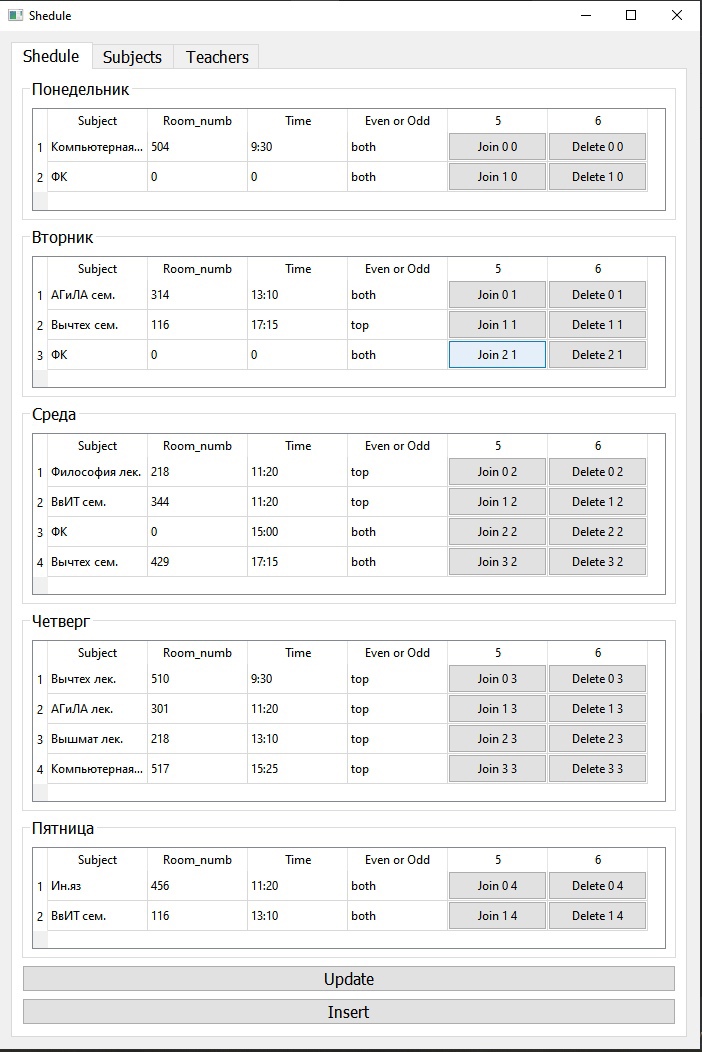 Shedule
Shedule Subjects Teachers
Понедельник
Subject Room_numb Time Even or Odd 5 6
1 Компьютерная... 504 9:30 both Join 0 0 Delete 0 0
2 ФК 0 0 both Join 1 0 Delete 1 0
Вторник
Subject Room_numb Time Even or Odd 5 6
1 АГиЛА сем. 314 13:10 both Join 0 1 Delete 0 1
2 Вычтех сем. 116 17:15 top Join 1 1 Delete 1 1
3 ФК 0 0 both Join 2 1 Delete 2 1
Среда
Subject Room_numb Time Even or Odd 5 6
1 Философия лек. 218 11:20 top Join 0 2 Delete 0 2
2 ВвИТ сем. 344 11:20 top Join 1 2 Delete 1 2
3 ФК 0 15:00 both Join 2 2 Delete 2 2
4 Вычтех сем. 429 17:15 both Join 3 2 Delete 3 2
Четверг
Subject Room_numb Time Even or Odd 5 6
1 Вычтех лек. 510 9:30 top Join 0 3 Delete 0 3
2 АГиЛА лек. 301 11:20 top Join 1 3 Delete 1 3
3 Вышмат лек. 218 13:10 top Join 2 3 Delete 2 3
4 Компьютерная... 517 15:25 top Join 3 3 Delete 3 3
Пятница
Subject Room_numb Time Even or Odd 5 6
1 Ин.яз 456 11:20 both Join 0 4 Delete 0 4
2 ВвИТ сем. 116 13:10 both Join 1 4 Delete 1 4
Update
Insert